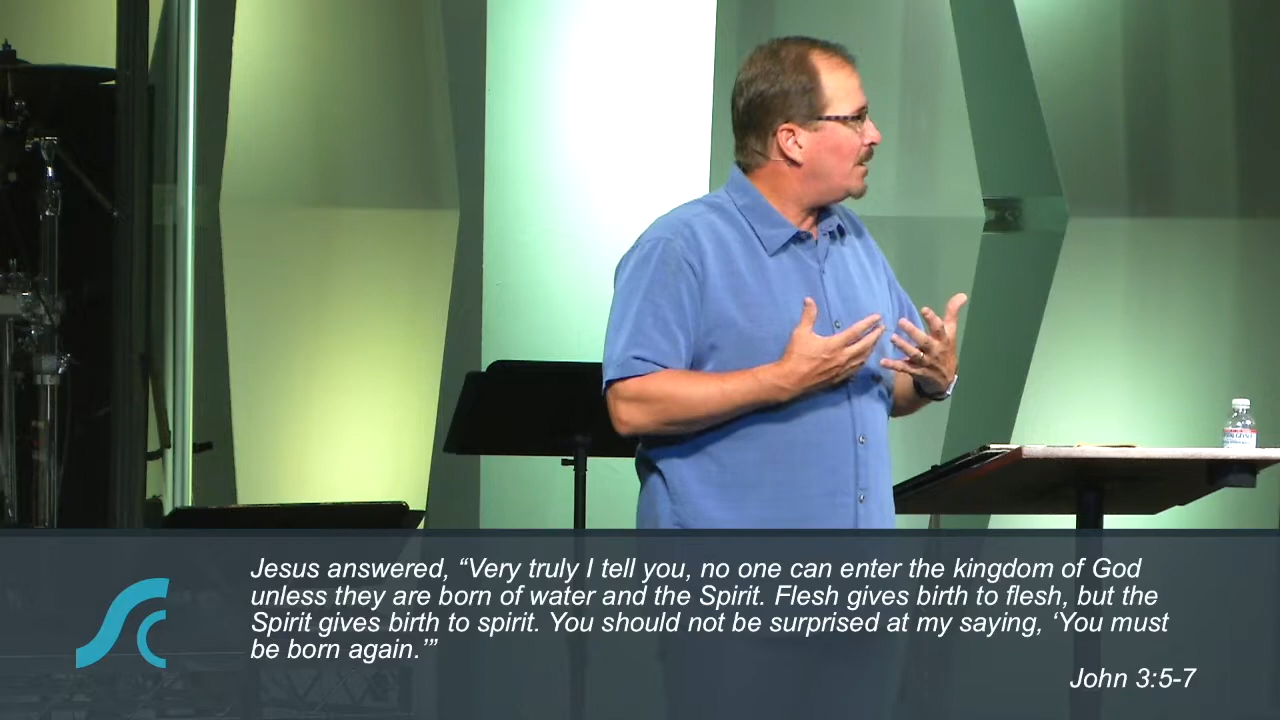 Jesus answered, “Very truly I tell you, no one can enter the kingdom of God
unless they are born of water and the Spirit. Flesh gives birth to flesh, but the
Spirit gives birth to spirit. You should not be surprised at my saying, ‘You must
be born again.’”
John 3:5-7